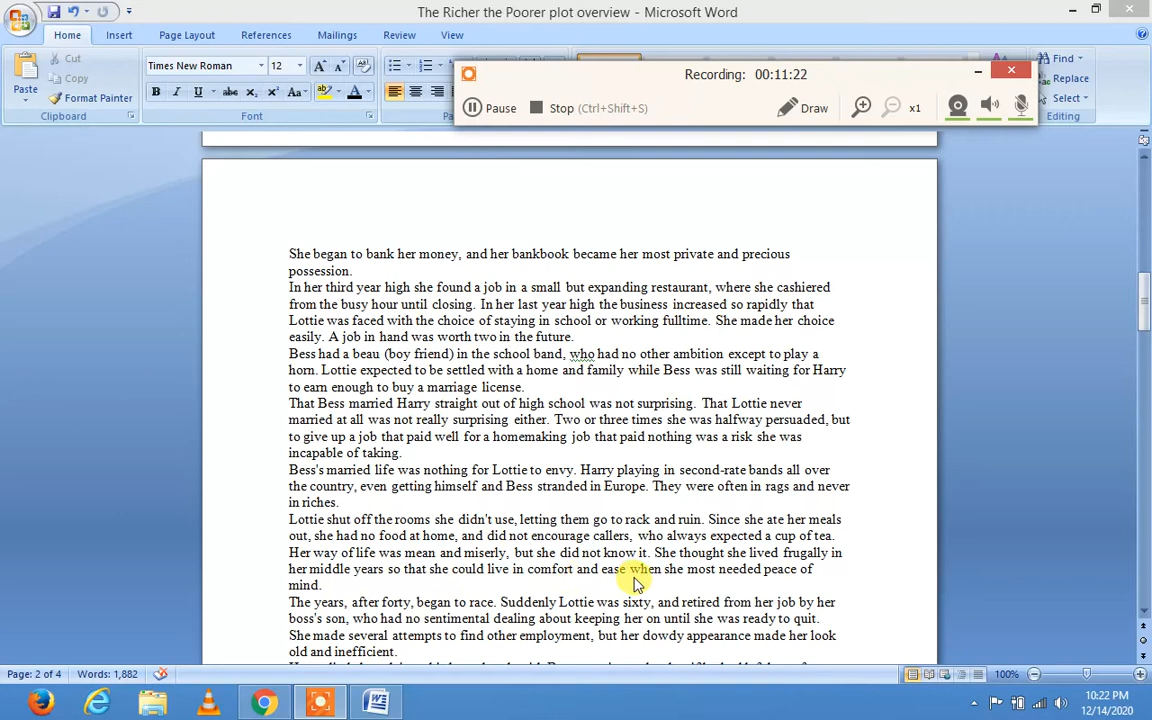 The Richer the Poorer plot overview - Microsoft Word
Home Insert Page Layout References Mailings Review View
Recording: 00:11:22
Pause Stop (Ctrl+Shift+S) Draw x1
Paste
Cut
Copy
Format Painter
Clipboard
Times New Roman 12
Font
Find
Replace
Select
Editing
She began to bank her money, and her bankbook became her most private and precious
possession.
In her third year high she found a job in a small but expanding restaurant, where she cashiered
from the busy hour until closing. In her last year high the business increased so rapidly that
Lottie was faced with the choice of staying in school or working fulltime. She made her choice
easily. A job in hand was worth two in the future.
Bess had a beau (boy friend) in the school band, who had no other ambition except to play a
horn. Lottie expected to be settled with a home and family while Bess was still waiting for Harry
to earn enough to buy a marriage license.
That Bess married Harry straight out of high school was not surprising. That Lottie never
married at all was not really surprising either. Two or three times she was halfway persuaded, but
to give up a job that paid well for a homemaking job that paid nothing was a risk she was
incapable of taking.
Bess's married life was nothing for Lottie to envy. Harry playing in second-rate bands all over
the country, even getting himself and Bess stranded in Europe. They were often in rags and never
in riches.
Lottie shut off the rooms she didn't use, letting them go to rack and ruin. Since she ate her meals
out, she had no food at home, and did not encourage callers, who always expected a cup of tea.
Her way of life was mean and miserly, but she did not know it. She thought she lived frugally in
her middle years so that she could live in comfort and ease when she most needed peace of
mind.
The years, after forty, began to race. Suddenly Lottie was sixty, and retired from her job by her
boss's son, who had no sentimental dealing about keeping her on until she was ready to quit.
She made several attempts to find other employment, but her dowdy appearance made her look
old and inefficient.
Page: 2 of 4 Words: 1,882
100%
10:22 PM
12/14/2020